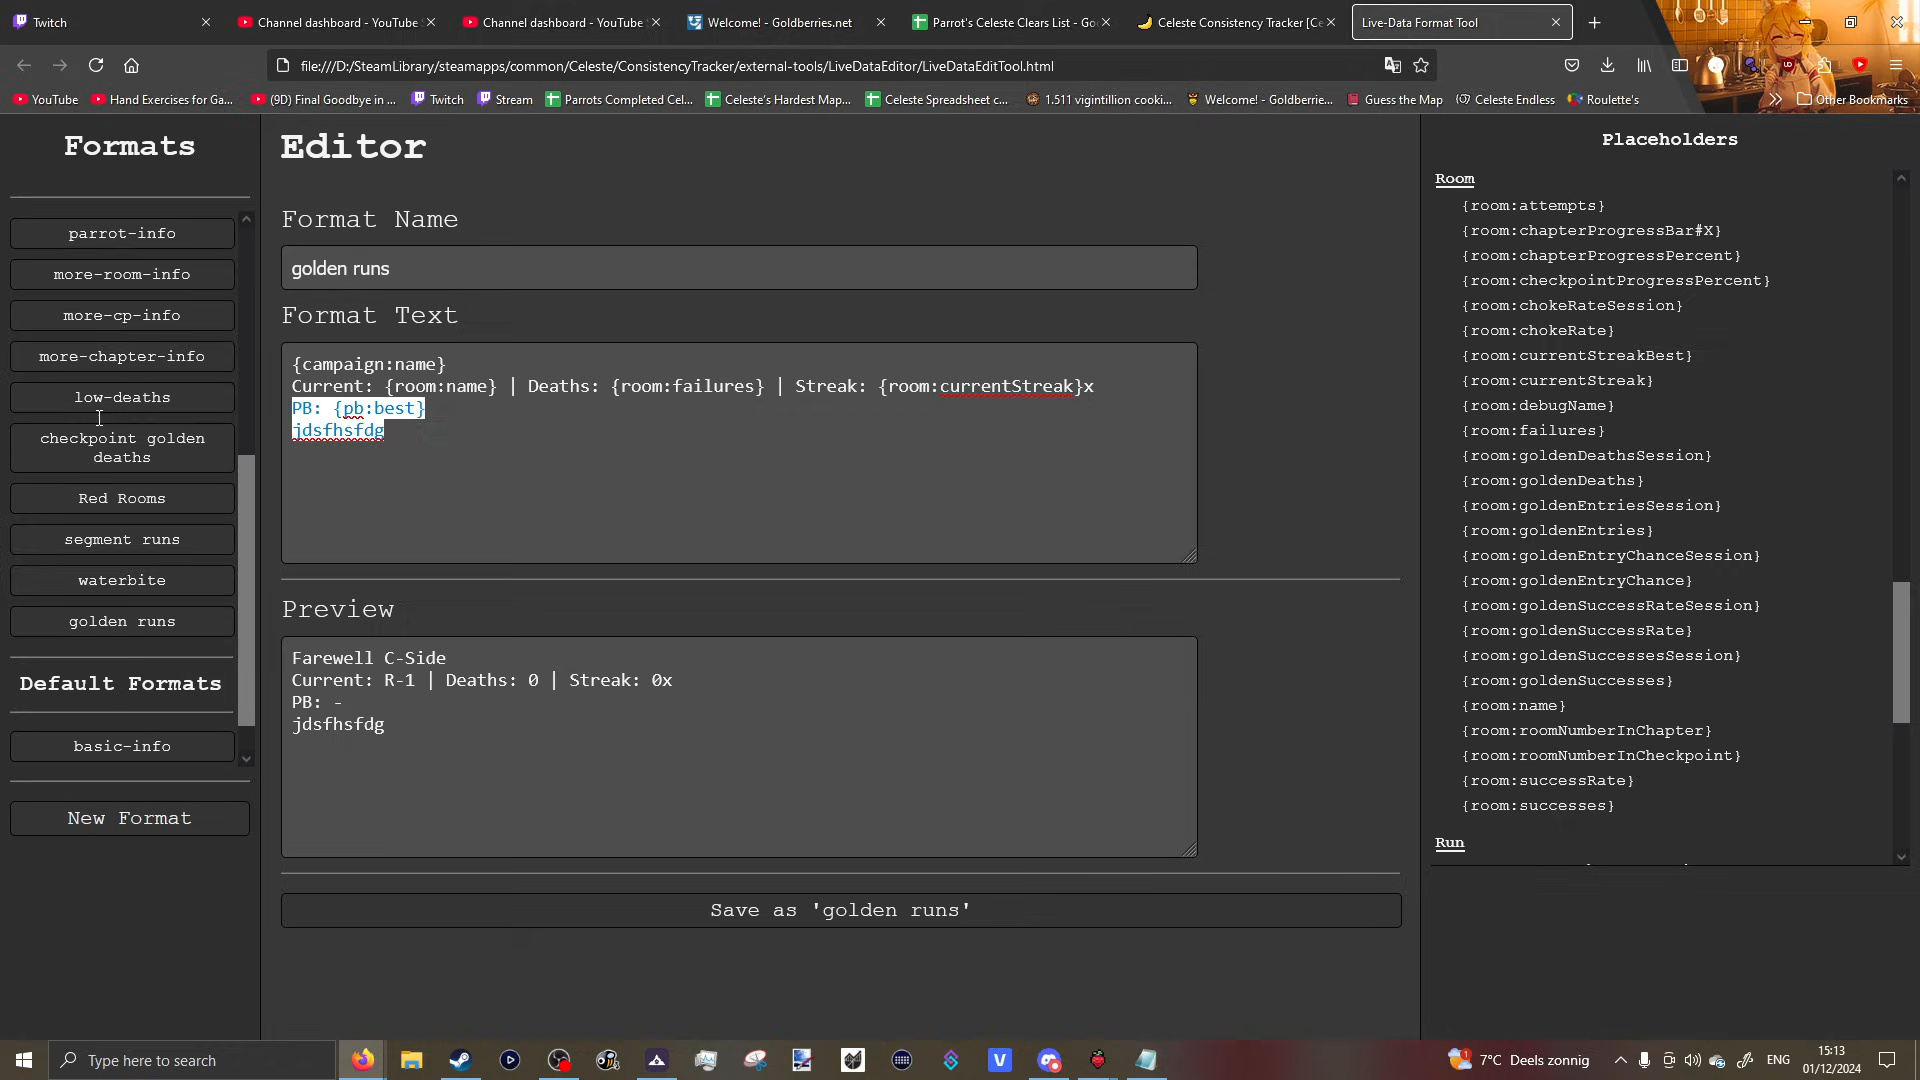 Twitch
Channel dashboard - YouTube
Channel dashboard - YouTube
Welcome! - Goldberries.net
Parrot's Celeste Clears List - Go
Celeste Consistency Tracker [Ce
Live-Data Format Tool
file:///D:/SteamLibrary/steamapps/common/Celeste/ConsistencyTracker/external-tools/LiveDataEditor/LiveDataEditTool.html
YouTube
Hand Exercises for Ga...
(9D) Final Goodbye in ...
Twitch
Stream
Parrots Completed Cel...
Celeste's Hardest Map...
Celeste Spreadsheet c...
1.511 vigintillion cooki...
Welcome! - Goldberrie...
Guess the Map
Celeste Endless
Roulette's
Other Bookmarks
Formats
parrot-info
more-room-info
more-cp-info
more-chapter-info
low-deaths
checkpoint golden
deaths
Red Rooms
segment runs
waterbite
golden runs
Default Formats
basic-info
New Format
Editor
Format Name
golden runs
Format Text
{campaign:name}
Current: {room:name} | Deaths: {room:failures} | Streak: {room:currentStreak}x
PB: {pb:best}
jdsfhsfdg
Preview
Farewell C-Side
Current: R-1 | Deaths: 0 | Streak: 0x
PB: -
jdsfhsfdg
Save as 'golden runs'
Placeholders
Room
{room:attempts}
{room:chapterProgressBar#X}
{room:chapterProgressPercent}
{room:checkpointProgressPercent}
{room:chokeRateSession}
{room:chokeRate}
{room:currentStreakBest}
{room:currentStreak}
{room:debugName}
{room:failures}
{room:goldenDeathsSession}
{room:goldenDeaths}
{room:goldenEntriesSession}
{room:goldenEntries}
{room:goldenEntryChanceSession}
{room:goldenEntryChance}
{room:goldenSuccessRateSession}
{room:goldenSuccessRate}
{room:goldenSuccessesSession}
{room:goldenSuccesses}
{room:name}
{room:roomNumberInChapter}
{room:roomNumberInCheckpoint}
{room:successRate}
{room:successes}
Run
Type here to search
7°C Deels zonnig
ENG
15:13
01/12/2024